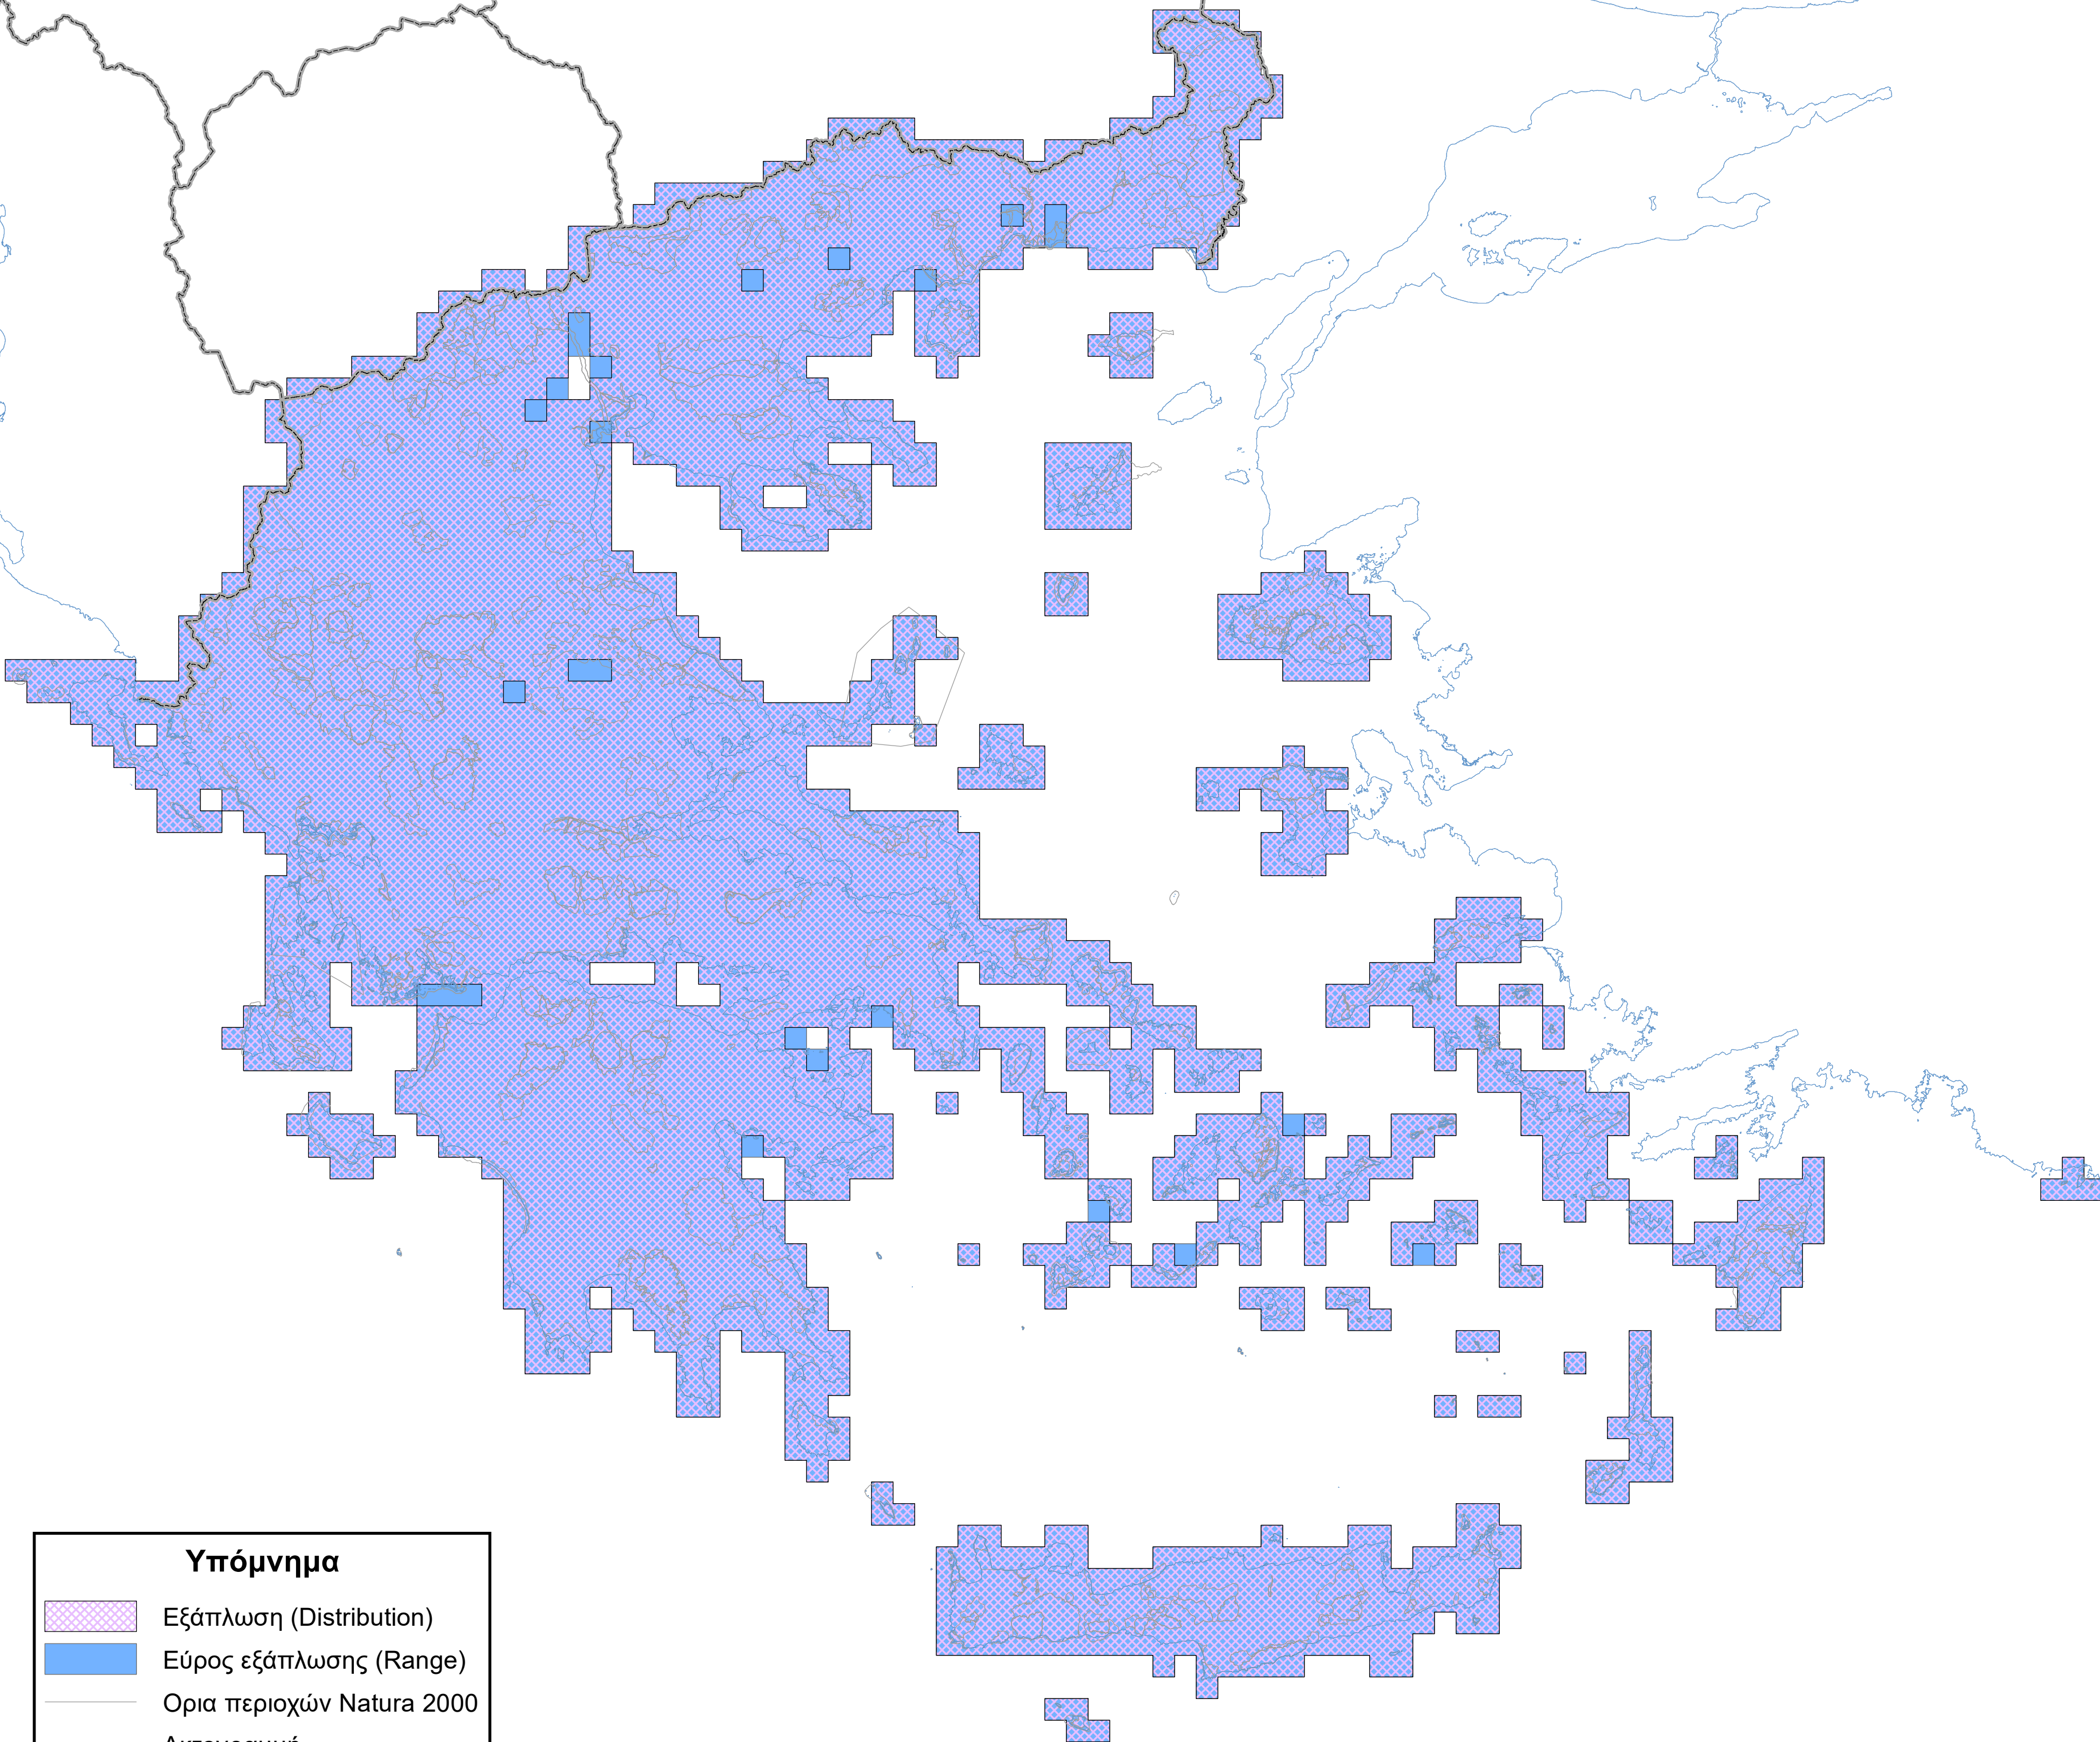 Υπόμνημα
Εξάπλωση (Distribution)
Εύρος εξάπλωσης (Range)
Ορια περιοχών Natura 2000